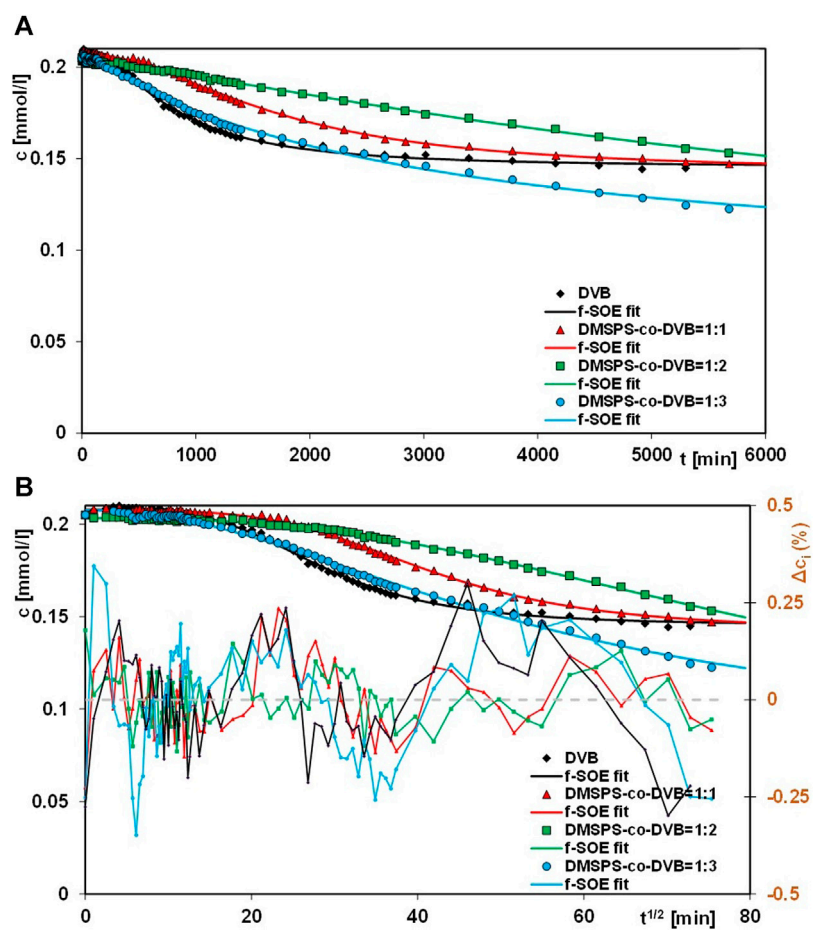 A
c [mmol/l]
0.2
0.15
0.1
0.05
0
0 1000 2000 3000 4000 5000 6000
t [min]
DVB
f-SOE fit
DMSPS-co-DVB=1:1
f-SOE fit
DMSPS-co-DVB=1:2
f-SOE fit
DMSPS-co-DVB=1:3
f-SOE fit
B
c [mmol/l]
0.2
0.15
0.1
0.05
0
0 20 40 60 80
t1/2 [min]
0.5
0.25
0
-0.25
-0.5
Δci (%)
DVB
f-SOE fit
DMSPS-co-DVB=1:1
f-SOE fit
DMSPS-co-DVB=1:2
f-SOE fit
DMSPS-co-DVB=1:3
f-SOE fit